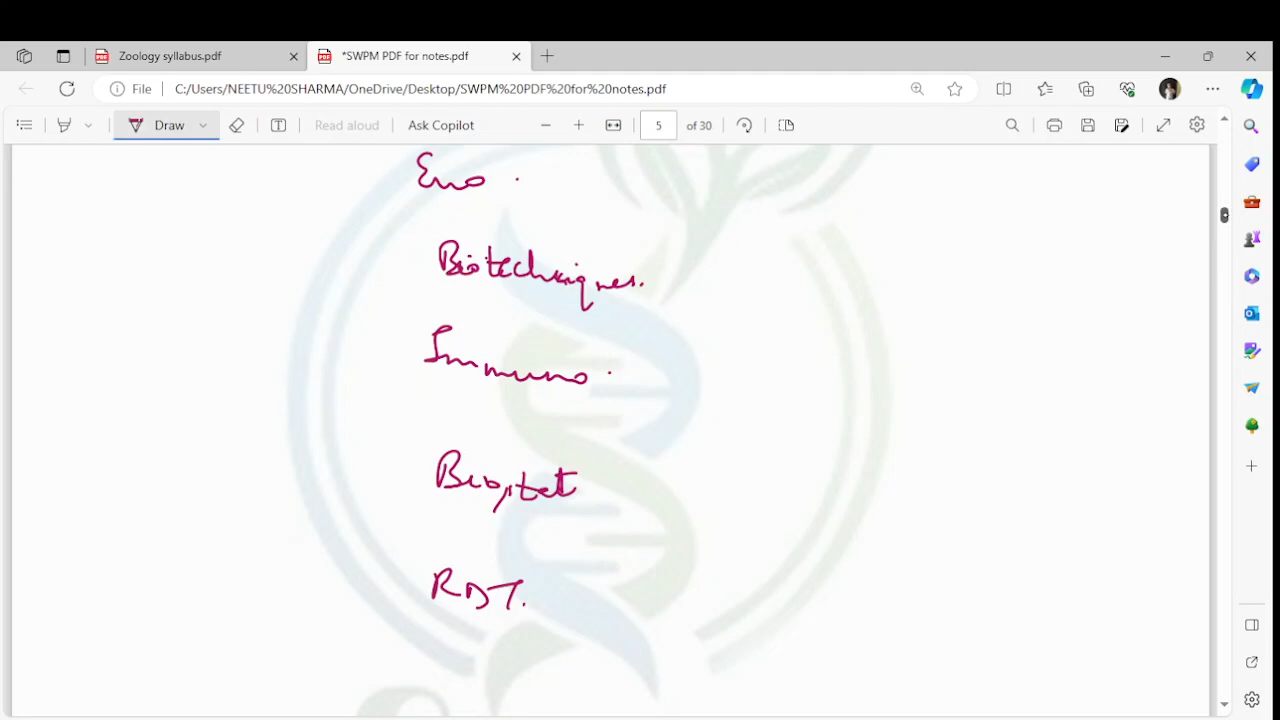 Zoology syllabus.pdf
*SWPM PDF for notes.pdf
File C:/Users/NEETU%20SHARMA/OneDrive/Desktop/SWPM%20PDF%20for%20notes.pdf
Draw Read aloud Ask Copilot 5 of 30
Evo.
Biotechniques.
Immuno.
Biostat
RDT.